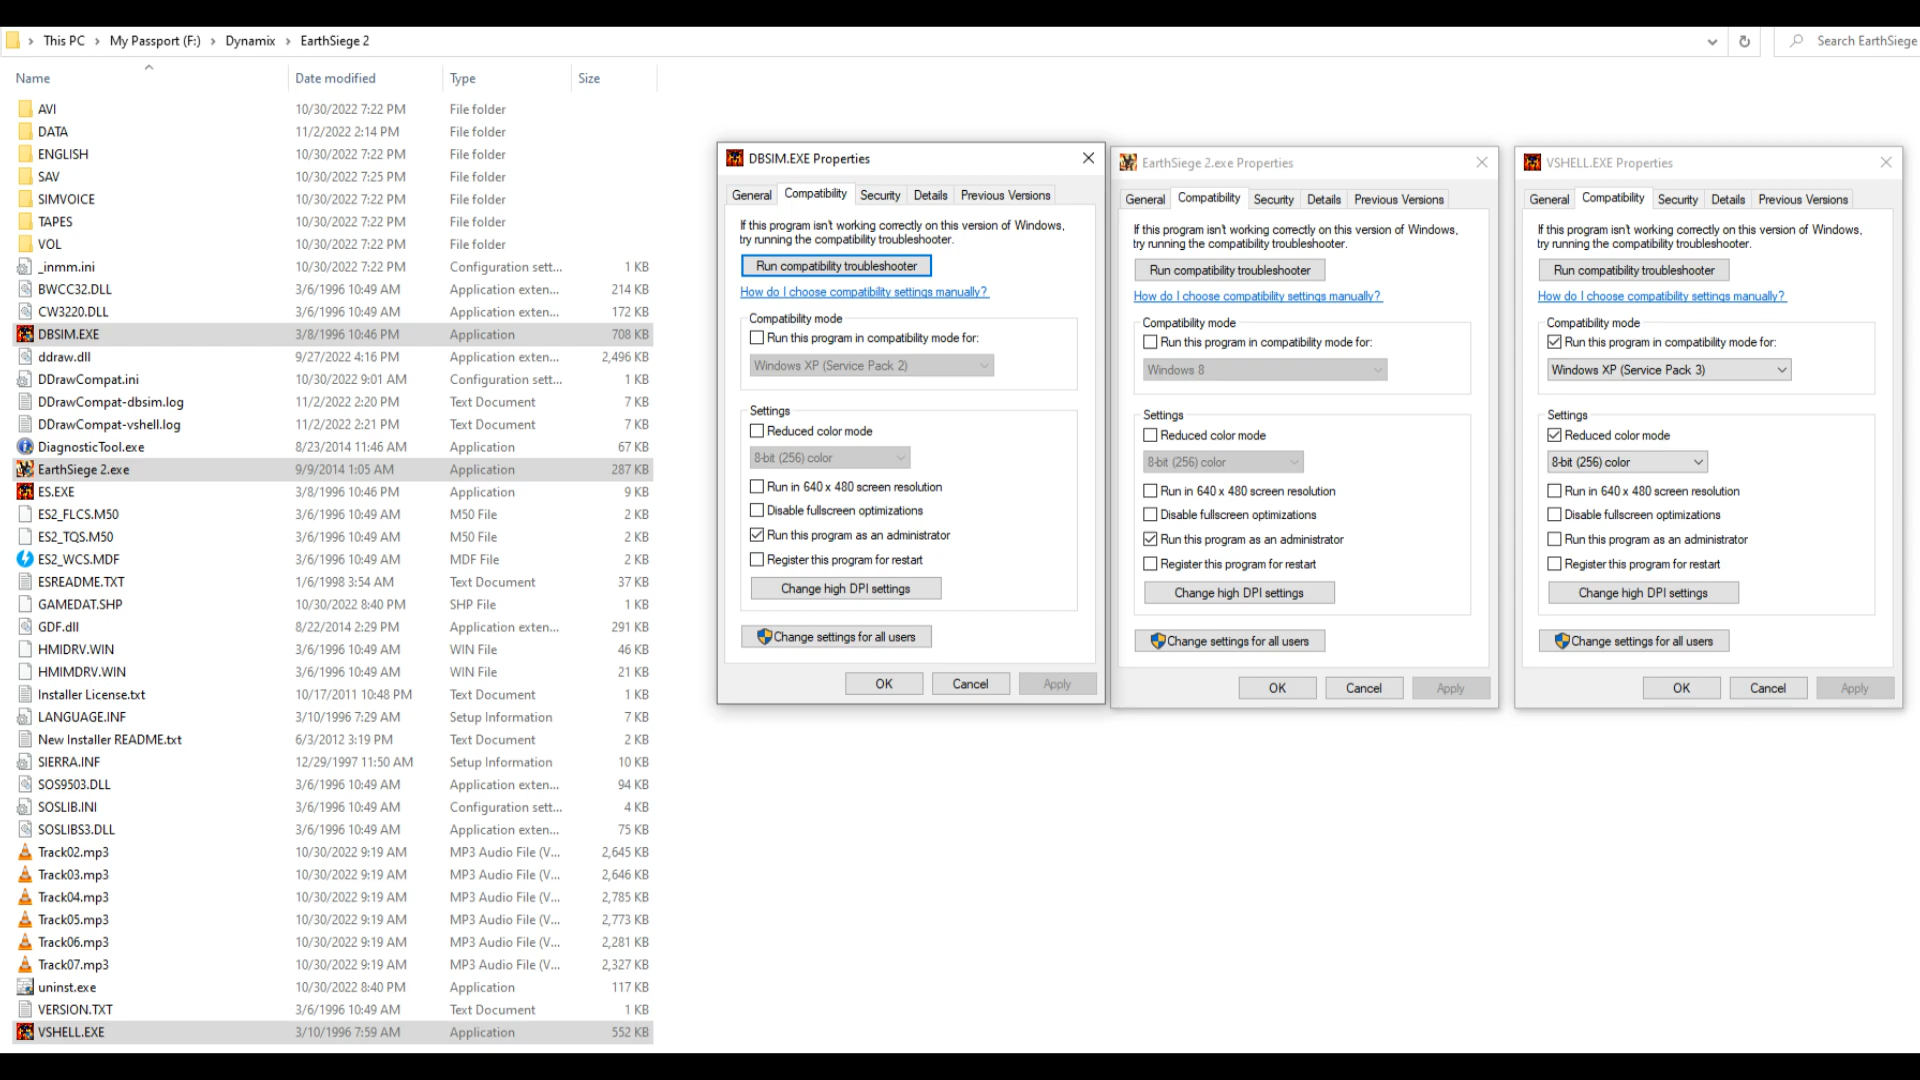 This PC > My Passport (F:) > Dynamix > EarthSiege 2
Search EarthSiege
Name Date modified Type Size
AVI 10/30/2022 7:22 PM File folder
DATA 11/2/2022 2:14 PM File folder
ENGLISH 10/30/2022 7:22 PM File folder
SAV 10/30/2022 7:25 PM File folder
SIMVOICE 10/30/2022 7:22 PM File folder
TAPES 10/30/2022 7:22 PM File folder
VOL 10/30/2022 7:22 PM File folder
_inmm.ini 10/30/2022 7:22 PM Configuration sett... 1 KB
BWCC32.DLL 3/6/1996 10:49 AM Application exten... 214 KB
CW3220.DLL 3/6/1996 10:49 AM Application exten... 172 KB
DBSIM.EXE 3/8/1996 10:46 PM Application 708 KB
ddraw.dll 9/27/2022 4:16 PM Application exten... 2,496 KB
DDrawCompat.ini 10/30/2022 9:01 AM Configuration sett... 1 KB
DDrawCompat-dbsim.log 11/2/2022 2:20 PM Text Document 7 KB
DDrawCompat-vshell.log 11/2/2022 2:21 PM Text Document 7 KB
DiagnosticTool.exe 8/23/2014 11:46 AM Application 67 KB
EarthSiege 2.exe 9/9/2014 1:05 AM Application 287 KB
ES.EXE 3/8/1996 10:46 PM Application 9 KB
ES2_FLCS.M50 3/6/1996 10:49 AM M50 File 2 KB
ES2_TQS.M50 3/6/1996 10:49 AM M50 File 2 KB
ES2_WCS.MDF 3/6/1996 10:49 AM MDF File 2 KB
ESREADME.TXT 1/6/1998 3:54 AM Text Document 37 KB
GAMEDAT.SHP 10/30/2022 8:40 PM SHP File 1 KB
GDF.dll 8/22/2014 2:29 PM Application exten... 291 KB
HMIDRV.WIN 3/6/1996 10:49 AM WIN File 46 KB
HMIMDRV.WIN 3/6/1996 10:49 AM WIN File 21 KB
Installer License.txt 10/17/2011 10:48 PM Text Document 1 KB
LANGUAGE.INF 3/10/1996 7:29 AM Setup Information 7 KB
New Installer README.txt 6/3/2012 3:19 PM Text Document 2 KB
SIERRA.INF 12/29/1997 11:50 AM Setup Information 10 KB
SOS9503.DLL 3/6/1996 10:49 AM Application exten... 94 KB
SOSLIB.INI 3/6/1996 10:49 AM Configuration sett... 4 KB
SOSLIBS3.DLL 3/6/1996 10:49 AM Application exten... 75 KB
Track02.mp3 10/30/2022 9:19 AM MP3 Audio File (V... 2,645 KB
Track03.mp3 10/30/2022 9:19 AM MP3 Audio File (V... 2,646 KB
Track04.mp3 10/30/2022 9:19 AM MP3 Audio File (V... 2,785 KB
Track05.mp3 10/30/2022 9:19 AM MP3 Audio File (V... 2,773 KB
Track06.mp3 10/30/2022 9:19 AM MP3 Audio File (V... 2,281 KB
Track07.mp3 10/30/2022 9:19 AM MP3 Audio File (V... 2,327 KB
uninst.exe 10/30/2022 8:40 PM Application 117 KB
VERSION.TXT 3/6/1996 10:49 AM Text Document 1 KB
VSHELL.EXE 3/10/1996 7:59 AM Application 552 KB
DBSIM.EXE Properties
General Compatibility Security Details Previous Versions
If this program isn't working correctly on this version of Windows,
try running the compatibility troubleshooter.
Run compatibility troubleshooter
How do I choose compatibility settings manually?
Compatibility mode
Run this program in compatibility mode for:
Windows XP (Service Pack 2)
Settings
Reduced color mode
8-bit (256) color
Run in 640 x 480 screen resolution
Disable fullscreen optimizations
Run this program as an administrator
Register this program for restart
Change high DPI settings
Change settings for all users
OK Cancel Apply
EarthSiege 2.exe Properties
General Compatibility Security Details Previous Versions
If this program isn't working correctly on this version of Windows,
try running the compatibility troubleshooter.
Run compatibility troubleshooter
How do I choose compatibility settings manually?
Compatibility mode
Run this program in compatibility mode for:
Windows 8
Settings
Reduced color mode
8-bit (256) color
Run in 640 x 480 screen resolution
Disable fullscreen optimizations
Run this program as an administrator
Register this program for restart
Change high DPI settings
Change settings for all users
OK Cancel Apply
VSHELL.EXE Properties
General Compatibility Security Details Previous Versions
If this program isn't working correctly on this version of Windows,
try running the compatibility troubleshooter.
Run compatibility troubleshooter
How do I choose compatibility settings manually?
Compatibility mode
Run this program in compatibility mode for:
Windows XP (Service Pack 3)
Settings
Reduced color mode
8-bit (256) color
Run in 640 x 480 screen resolution
Disable fullscreen optimizations
Run this program as an administrator
Register this program for restart
Change high DPI settings
Change settings for all users
OK Cancel Apply